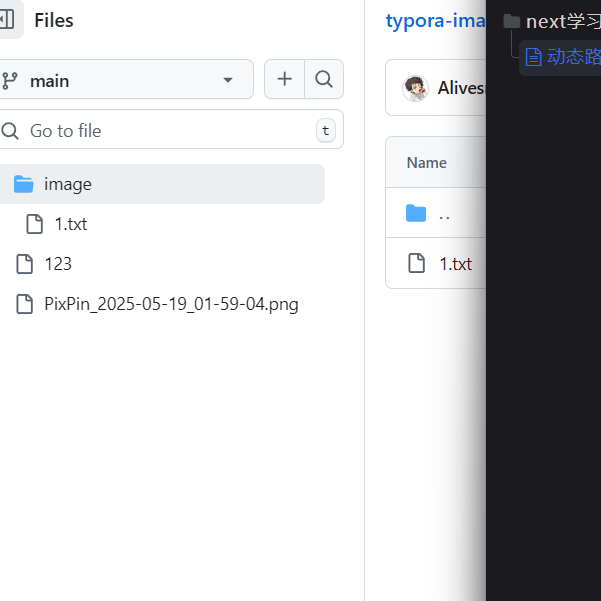 Files
main
Go to file
t
image
1.txt
123
PixPin_2025-05-19_01-59-04.png
typora-ima
Alives
Name
..
1.txt
next学习
动态路